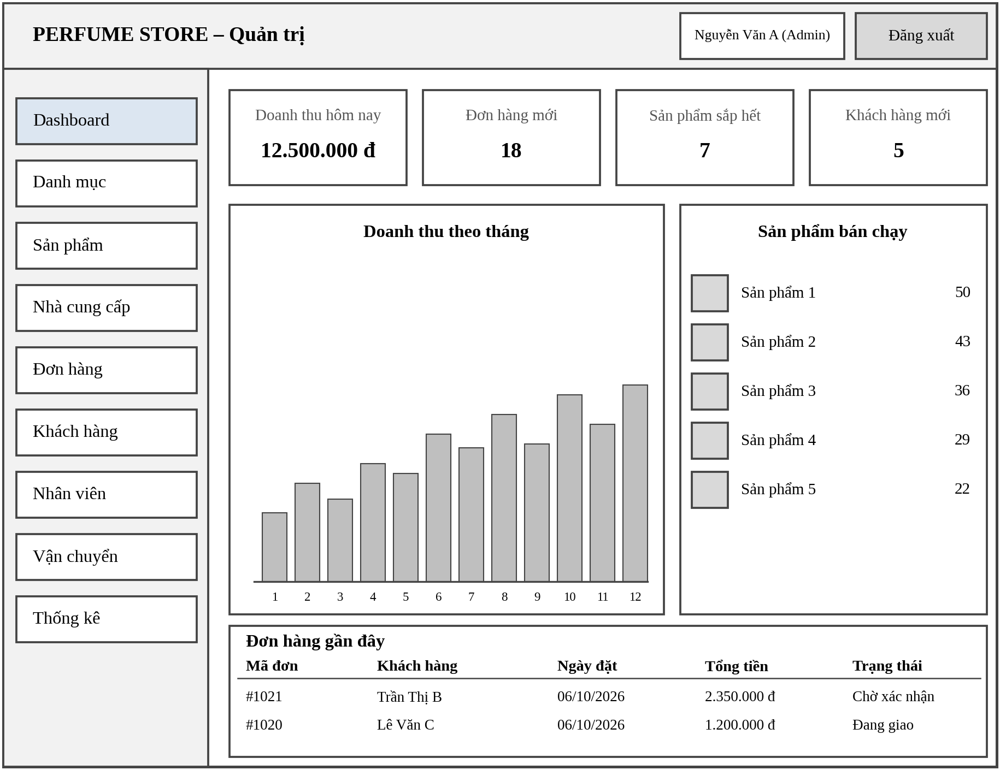 PERFUME STORE – Quản trị
Nguyễn Văn A (Admin)
Đăng xuất
Dashboard
Danh mục
Sản phẩm
Nhà cung cấp
Đơn hàng
Khách hàng
Nhân viên
Vận chuyển
Thống kê
Doanh thu hôm nay
12.500.000 đ
Đơn hàng mới
18
Sản phẩm sắp hết
7
Khách hàng mới
5
Doanh thu theo tháng
1 2 3 4 5 6 7 8 9 10 11 12
Sản phẩm bán chạy
Sản phẩm 1 50
Sản phẩm 2 43
Sản phẩm 3 36
Sản phẩm 4 29
Sản phẩm 5 22
Đơn hàng gần đây
Mã đơn Khách hàng Ngày đặt Tổng tiền Trạng thái
#1021 Trần Thị B 06/10/2026 2.350.000 đ Chờ xác nhận
#1020 Lê Văn C 06/10/2026 1.200.000 đ Đang giao